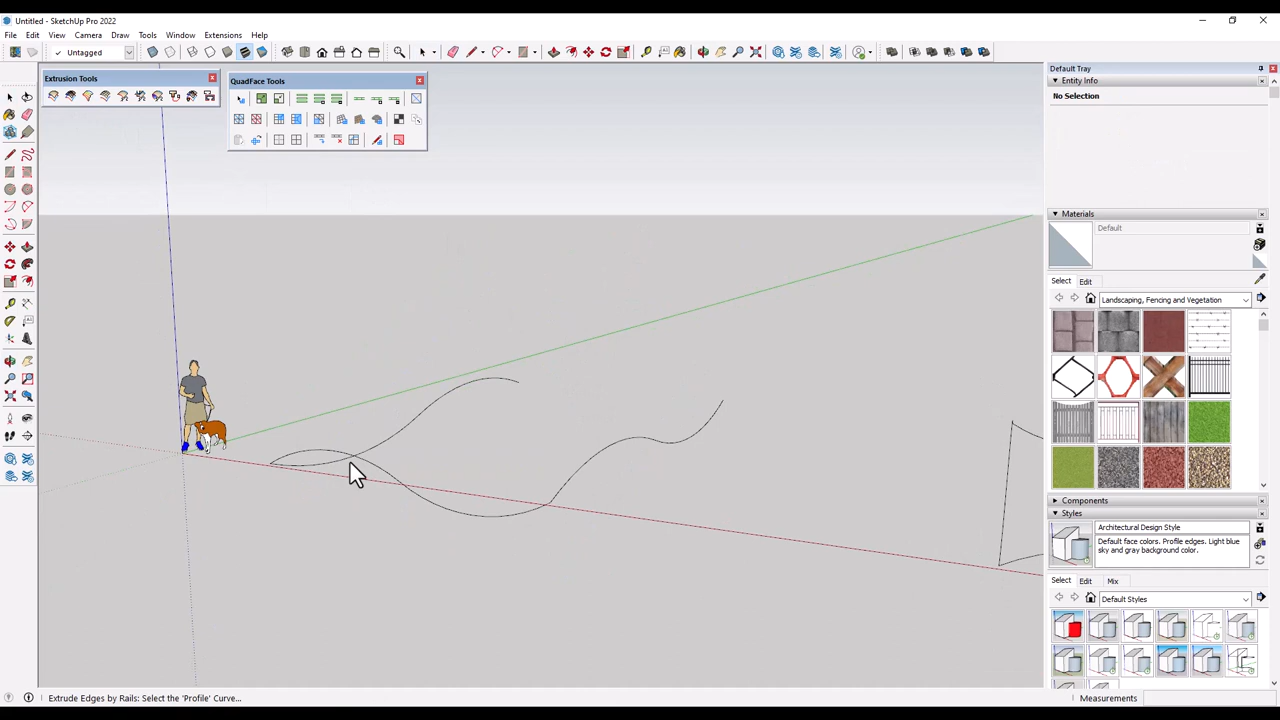 Untitled - SketchUp Pro 2022
File Edit View Camera Draw Tools Window Extensions Help
Untagged
Extrusion Tools
QuadFace Tools
Default Tray
Entity Info
No Selection
Materials
Default
Select Edit
Landscaping, Fencing and Vegetation
Components
Styles
Architectural Design Style
Default face colors. Profile edges. Light blue
sky and gray background color.
Select Edit Mix
Default Styles
Extrude Edges by Rails: Select the 'Profile' Curve...
Measurements